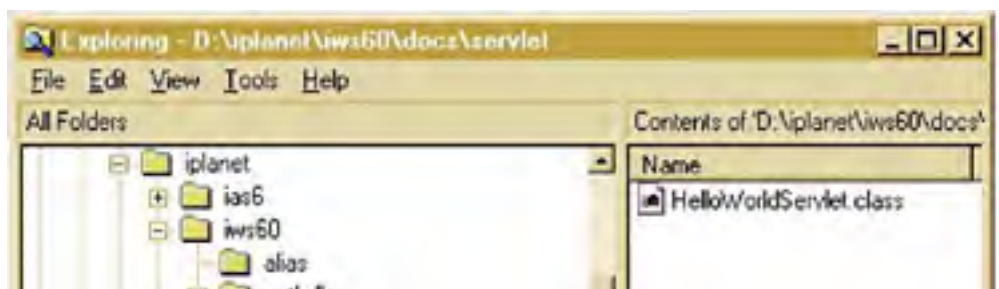 Exploring - D:\iplanet\iws60\docs\servlet
File Edit View Tools Help
All Folders
Contents of 'D:\iplanet\iws60\docs\
iplanet
Name
ias6
HelloWorldServlet.class
iws60
alias